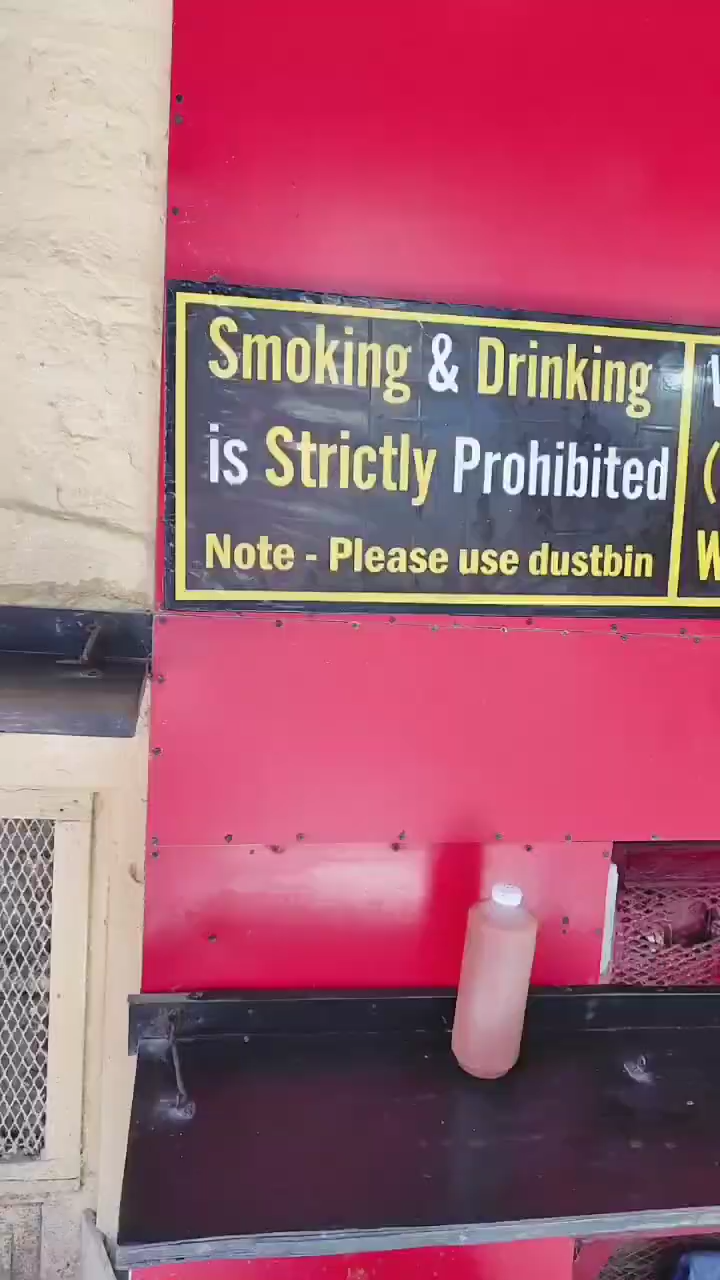 Smoking & Drinking
is Strictly Prohibited
Note - Please use dustbin